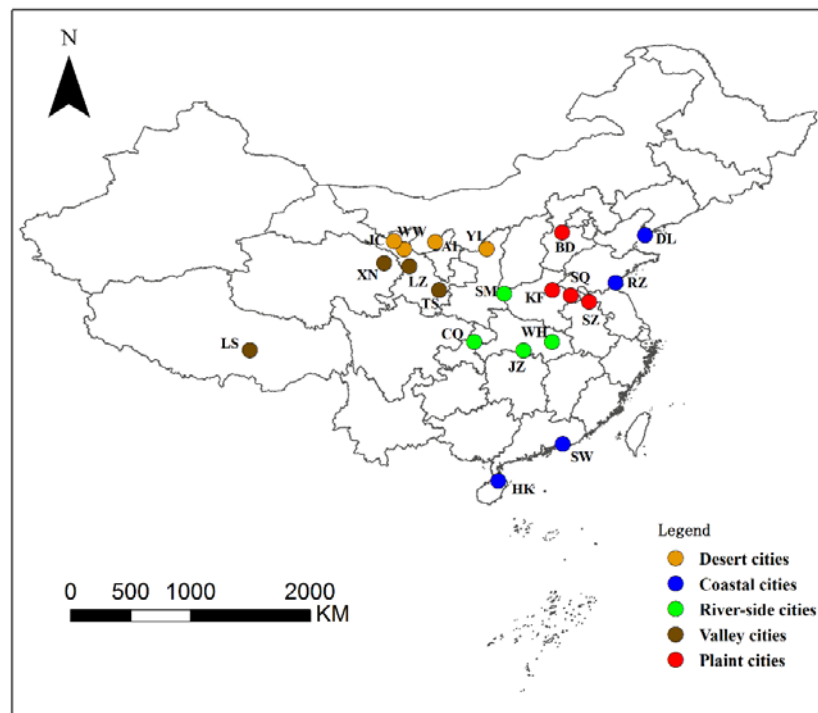 N
WW
JC
YL
BD
DL
XN
LZ
SQ
RZ
TS
SM
KF
SZ
LS
CQ
WH
JZ
SW
HK
Legend
Desert cities
Coastal cities
River-side cities
Valley cities
Plaint cities
0 500 1000 2000
KM